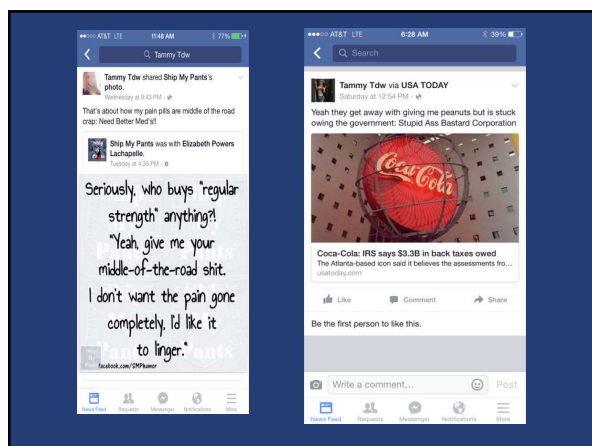 AT&T LTE 11:48 AM 77%
Tammy Tdw
Tammy Tdw shared Ship My Pants's
photo.
Wednesday at 9:43 PM
That's about how my pain pills are middle of the road
crap: Need Better Med's!!
Ship My Pants was with Elizabeth Powers
Lachapelle.
Tuesday at 4:35 PM
Seriously, who buys "regular
strength" anything?!
"Yeah, give me your
middle-of-the-road shit.
I don't want the pain gone
completely, I'd like it
to linger."
facebook.com/SMPhumor
News Feed Requests Messenger Notifications More
AT&T LTE 6:28 AM 39%
Search
Tammy Tdw via USA TODAY
Saturday at 12:54 PM
Yeah they get away with giving me peanuts but is stuck
owing the government: Stupid Ass Bastard Corporation
Coca-Cola
Coca-Cola: IRS says $3.3B in back taxes owed
The Atlanta-based icon said it believes the assessments fro...
usatoday.com
Like Comment Share
Be the first person to like this.
Write a comment... Post
News Feed Requests Messenger Notifications More